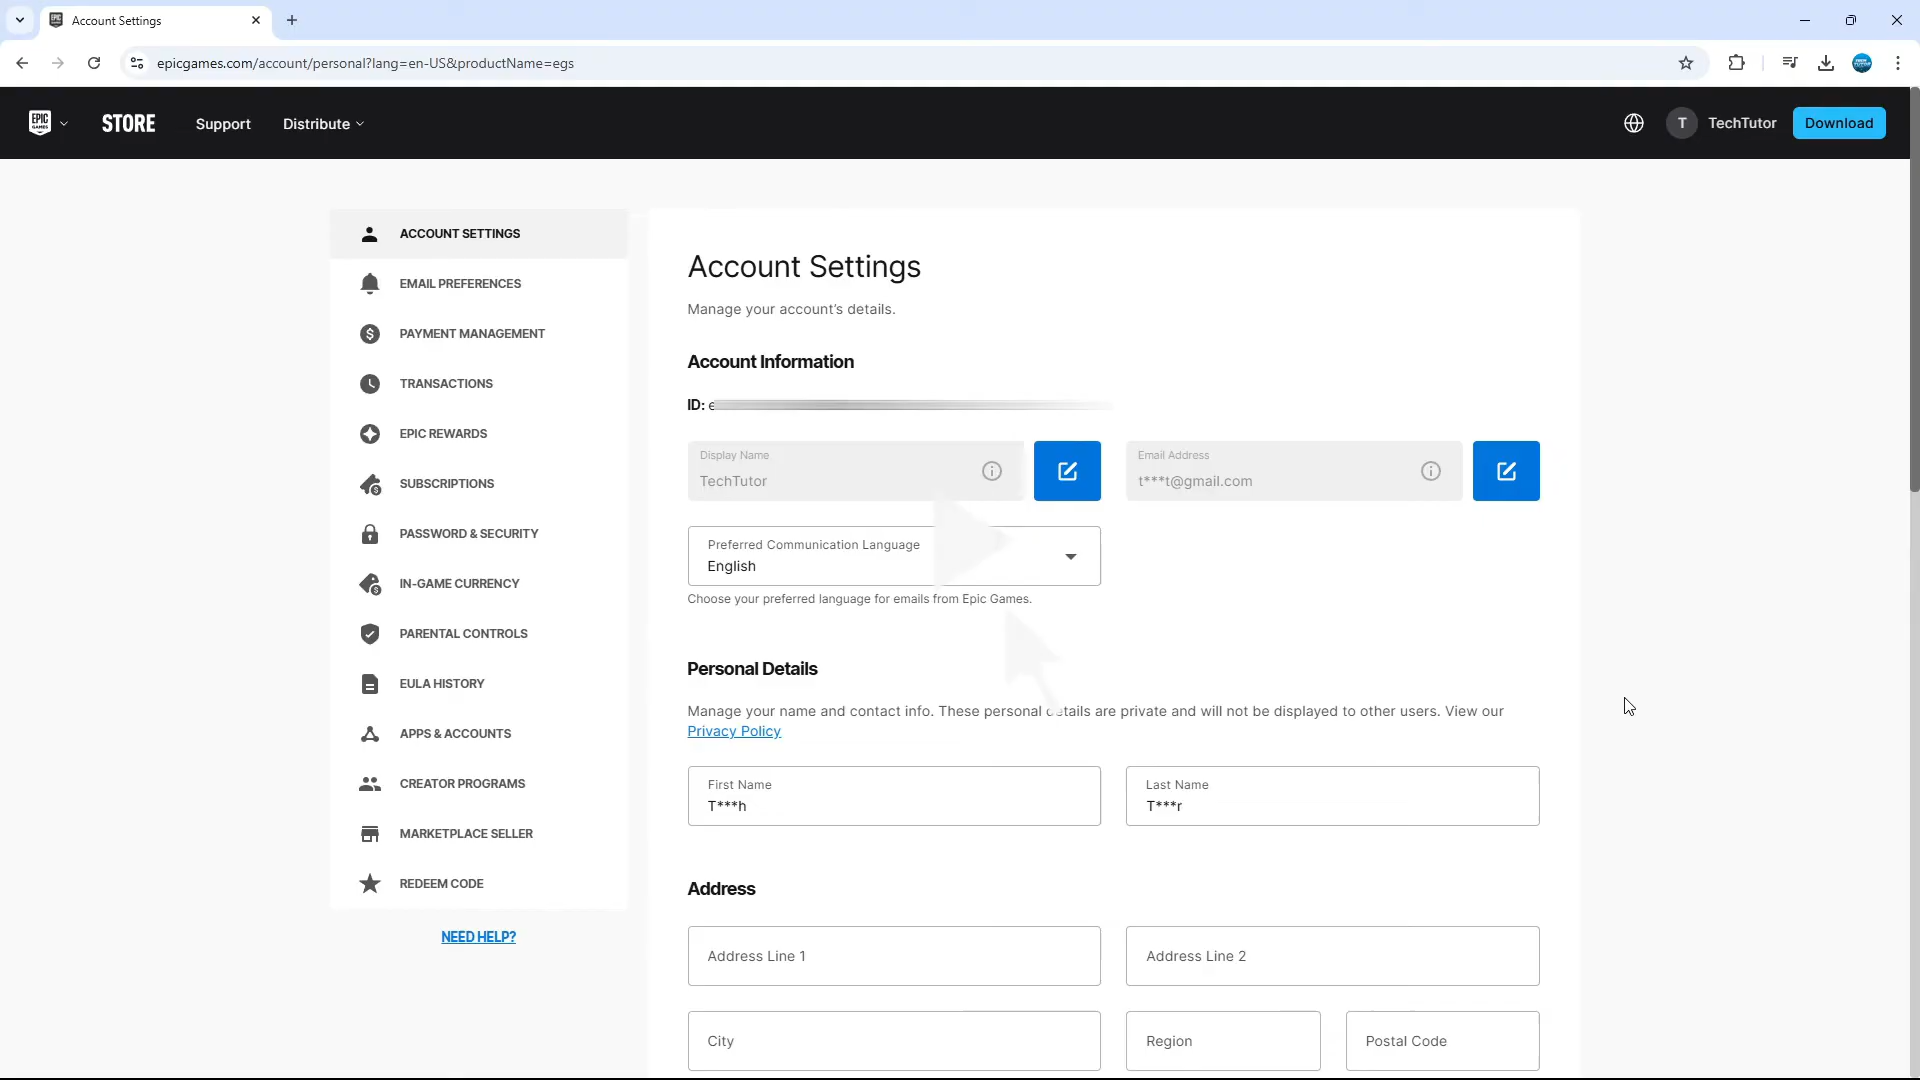 Account Settings
epicgames.com/account/personal?lang=en-US&productName=egs
EPIC GAMES
STORE
Support
Distribute
T
TechTutor
Download
ACCOUNT SETTINGS
EMAIL PREFERENCES
PAYMENT MANAGEMENT
TRANSACTIONS
EPIC REWARDS
SUBSCRIPTIONS
PASSWORD & SECURITY
IN-GAME CURRENCY
PARENTAL CONTROLS
EULA HISTORY
APPS & ACCOUNTS
CREATOR PROGRAMS
MARKETPLACE SELLER
REDEEM CODE
NEED HELP?
Account Settings
Manage your account's details.
Account Information
ID: e
Display Name
TechTutor
Email Address
t***t@gmail.com
Preferred Communication Language
English
Choose your preferred language for emails from Epic Games.
Personal Details
Manage your name and contact info. These personal details are private and will not be displayed to other users. View our
Privacy Policy
First Name
T***h
Last Name
T***r
Address
Address Line 1
Address Line 2
City
Region
Postal Code